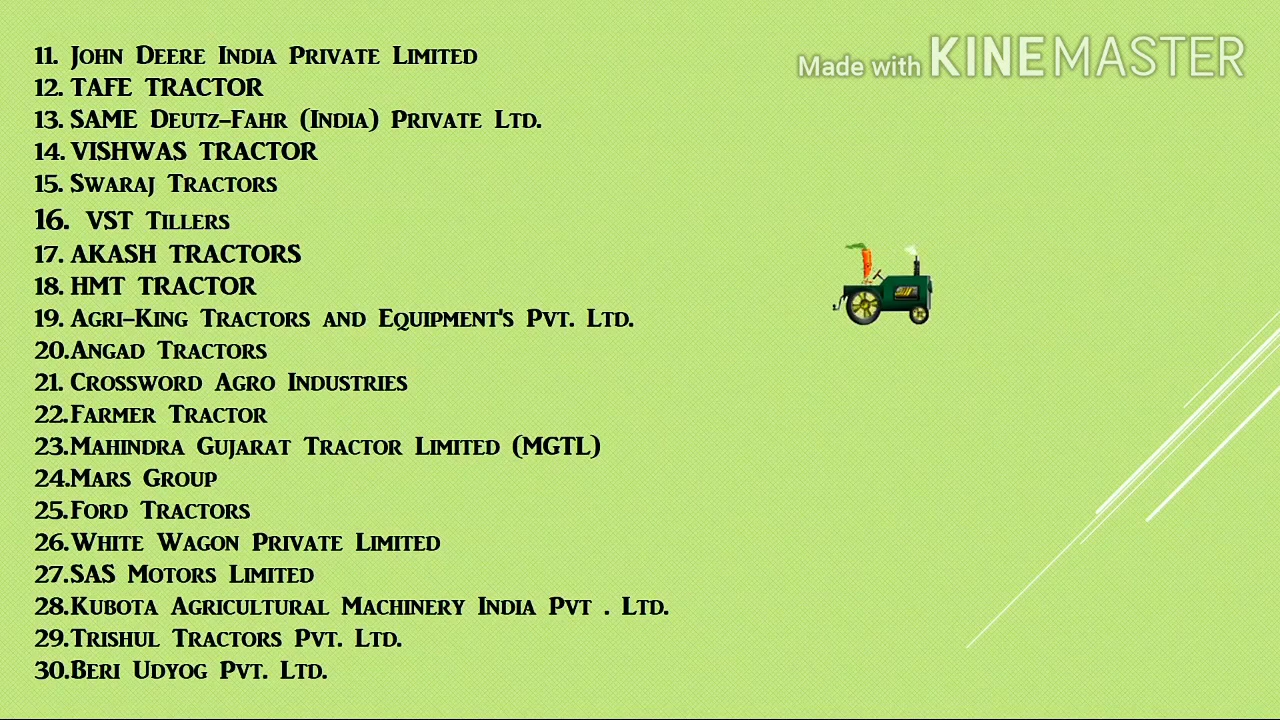 11. John Deere India Private Limited
Made with KINEMASTER
12. TAFE TRACTOR
13. SAME Deutz-Fahr (India) Private Ltd.
14. VISHWAS TRACTOR
15. Swaraj Tractors
16. VST Tillers
17. AKASH TRACTORS
18. HMT TRACTOR
19. Agri-King Tractors and Equipment's Pvt. Ltd.
20.Angad Tractors
21. Crossword Agro Industries
22.Farmer Tractor
23.Mahindra Gujarat Tractor Limited (MGTL)
24.Mars Group
25.Ford Tractors
26.White Wagon Private Limited
27.SAS Motors Limited
28.Kubota Agricultural Machinery India Pvt . Ltd.
29.Trishul Tractors Pvt. Ltd.
30.Beri Udyog Pvt. Ltd.